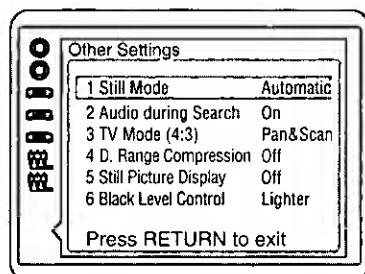 Other Settings
1 Still Mode Automatic
2 Audio during Search On
3 TV Mode (4:3) Pan&Scan
4 D. Range Compression Off
5 Still Picture Display Off
6 Black Level Control Lighter
Press RETURN to exit